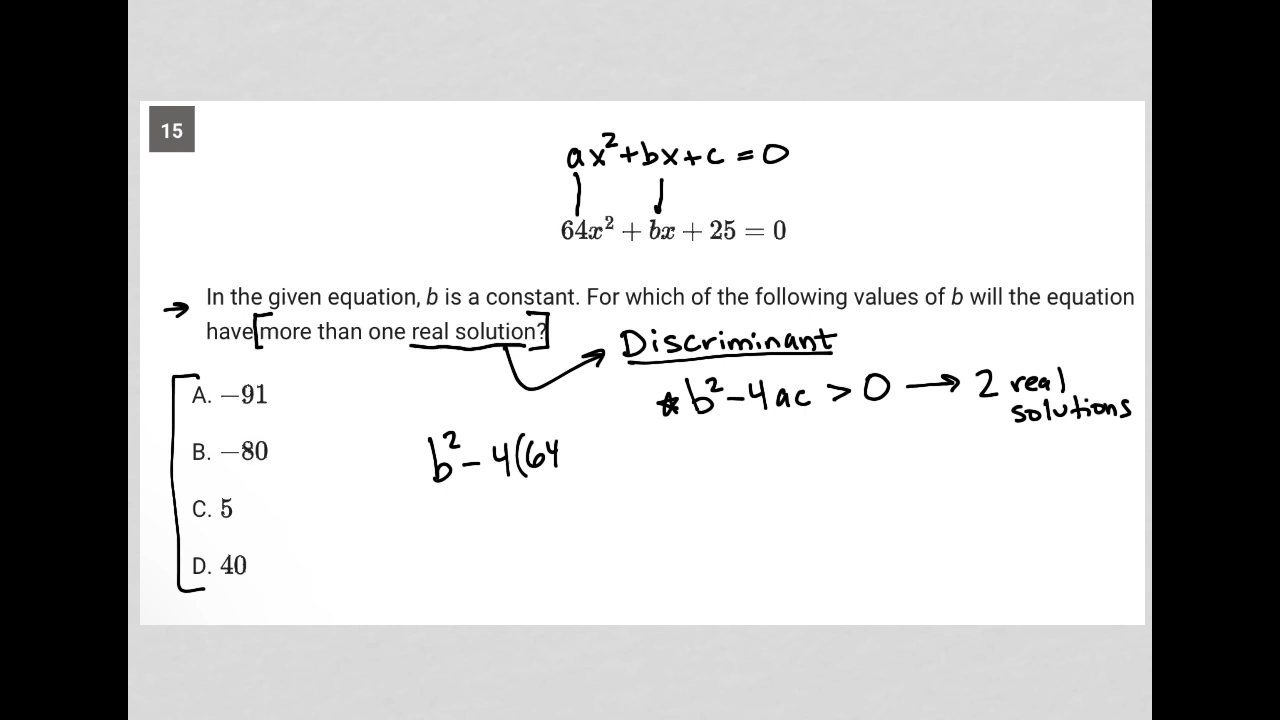 15
ax²+bx+c=0
64x² + bx + 25 = 0
In the given equation, b is a constant. For which of the following values of b will the equation
have [more than one real solution?]
Discriminant
*b²-4ac > 0 → 2 real
solutions
A. −91
B. −80
b²-4(64
C. 5
D. 40